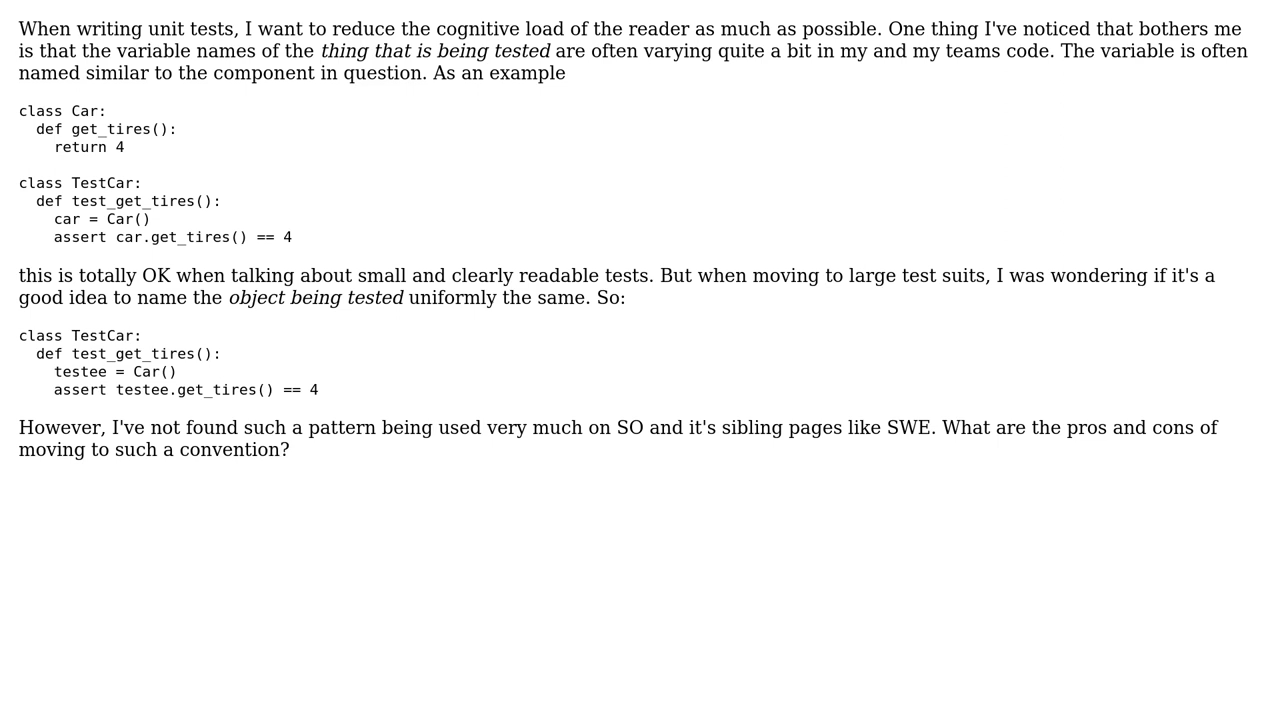 When writing unit tests, I want to reduce the cognitive load of the reader as much as possible. One thing I've noticed that bothers me
is that the variable names of the thing that is being tested are often varying quite a bit in my and my teams code. The variable is often
named similar to the component in question. As an example
class Car:
  def get_tires():
    return 4
class TestCar:
  def test_get_tires():
    car = Car()
    assert car.get_tires() == 4
this is totally OK when talking about small and clearly readable tests. But when moving to large test suits, I was wondering if it's a
good idea to name the object being tested uniformly the same. So:
class TestCar:
  def test_get_tires():
    testee = Car()
    assert testee.get_tires() == 4
However, I've not found such a pattern being used very much on SO and it's sibling pages like SWE. What are the pros and cons of
moving to such a convention?